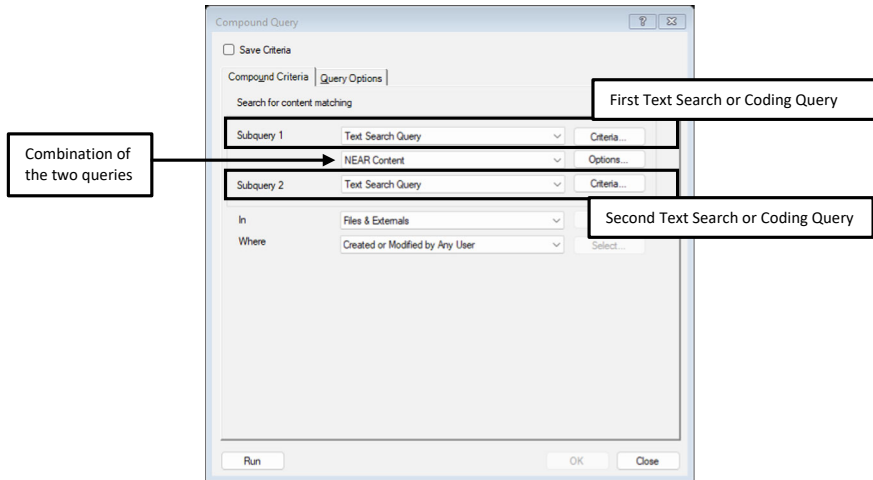 Compound Query
Save Criteria
Compound Criteria Query Options
Search for content matching
First Text Search or Coding Query
Subquery 1 Text Search Query Criteria...
Combination of
the two queries
NEAR Content Options...
Subquery 2 Text Search Query Criteria...
Second Text Search or Coding Query
In Files & Externals
Where Created or Modified by Any User Select...
Run OK Close